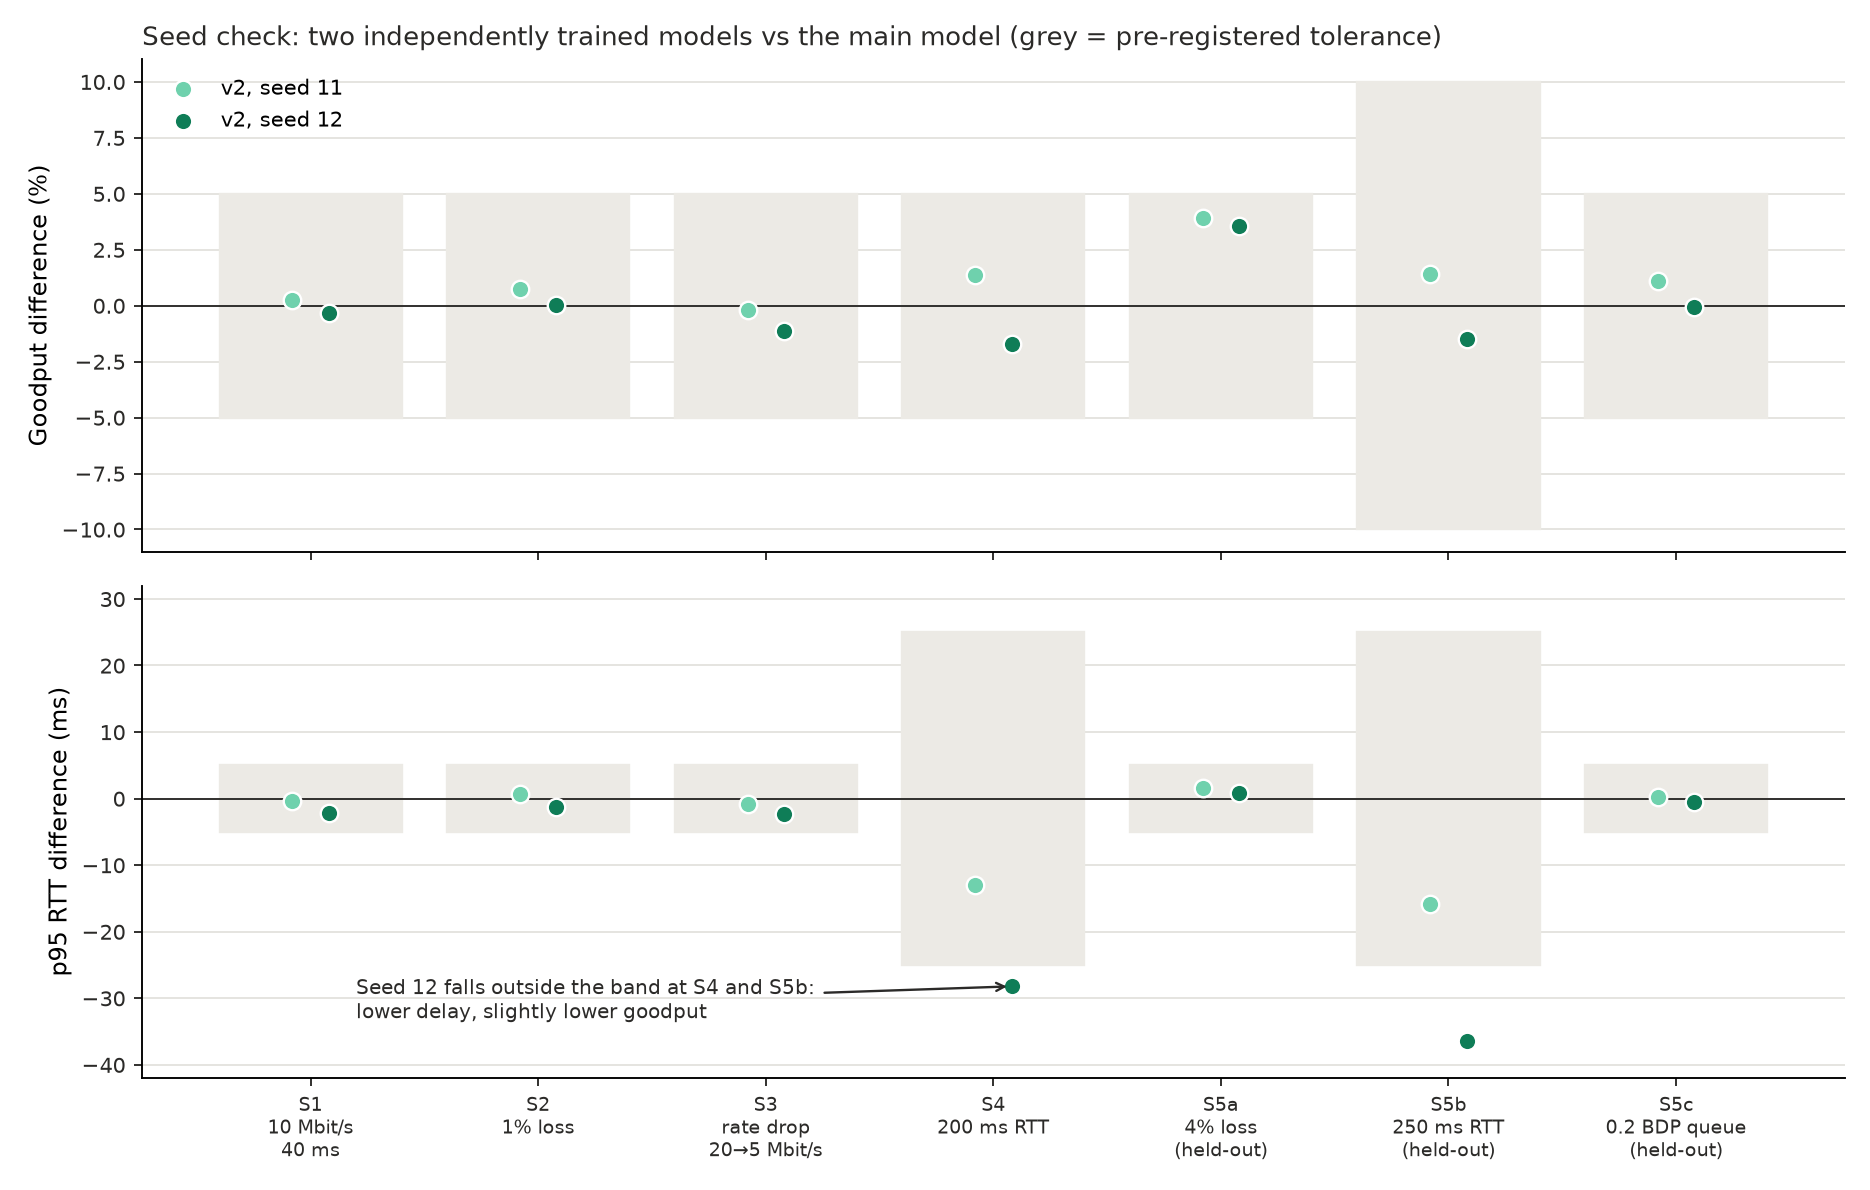 Seed check: two independently trained models vs the main model (grey = pre-registered tolerance)
v2, seed 11
v2, seed 12
Goodput difference (%)
10.0
7.5
5.0
2.5
0.0
−2.5
−5.0
−7.5
−10.0
p95 RTT difference (ms)
30
20
10
0
−10
−20
−30
−40
Seed 12 falls outside the band at S4 and S5b:
lower delay, slightly lower goodput
S1
10 Mbit/s
40 ms
S2
1% loss
S3
rate drop
20→5 Mbit/s
S4
200 ms RTT
S5a
4% loss
(held-out)
S5b
250 ms RTT
(held-out)
S5c
0.2 BDP queue
(held-out)